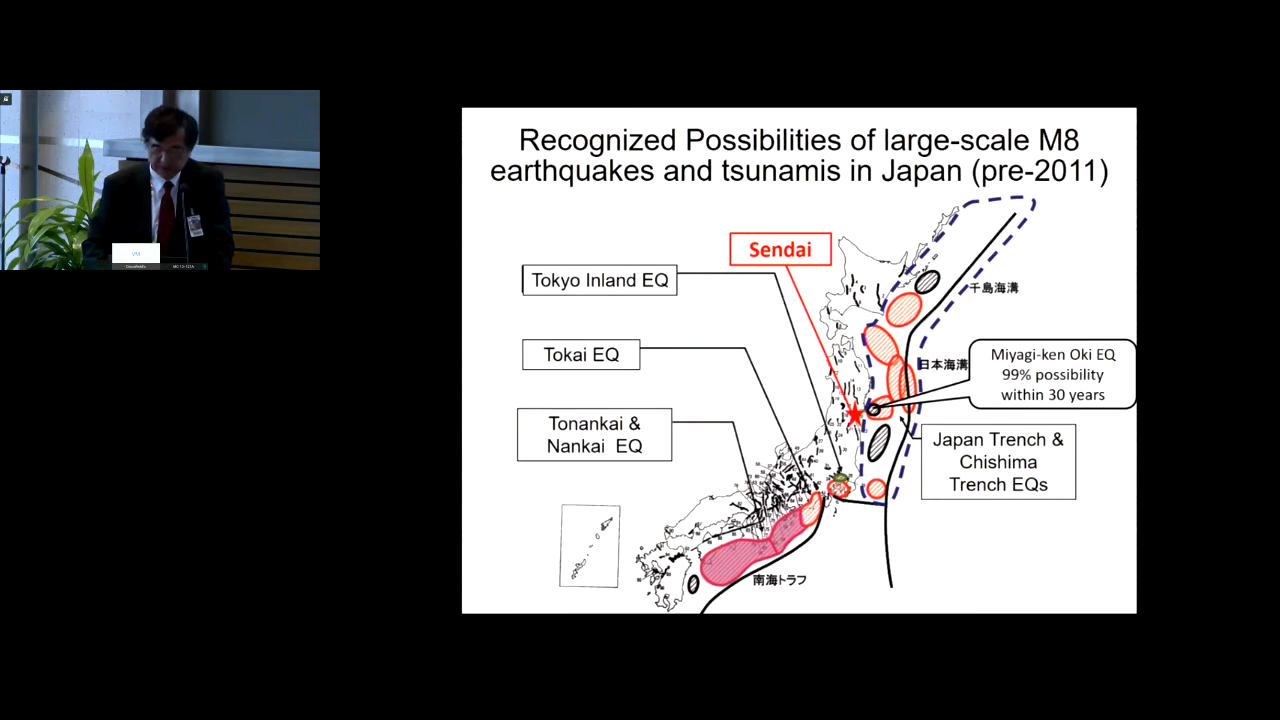 Recognized Possibilities of large-scale M8
earthquakes and tsunamis in Japan (pre-2011)
Sendai
Tokyo Inland EQ
千島海溝
Tokai EQ
日本海溝
Miyagi-ken Oki EQ
99% possibility
within 30 years
Tonankai &
Nankai EQ
Japan Trench &
Chishima
Trench EQs
南海トラフ
VM